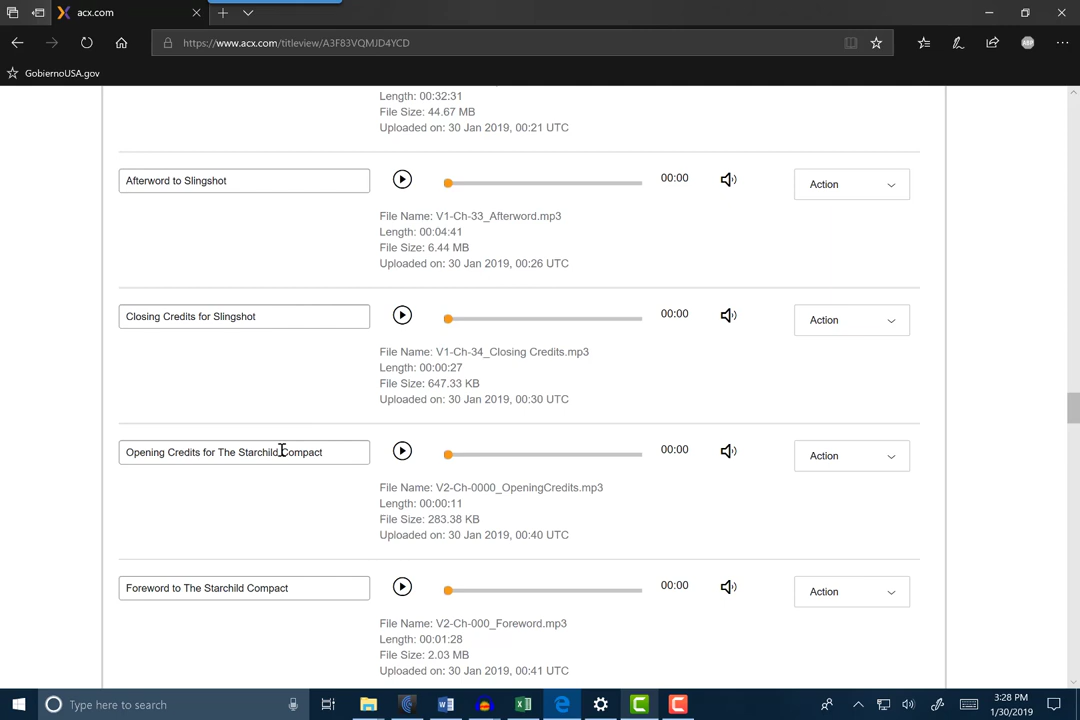 acx.com
https://www.acx.com/titleview/A3F83VQMJD4YCD
ABP
GobiernoUSA.gov
Length: 00:32:31
File Size: 44.67 MB
Uploaded on: 30 Jan 2019, 00:21 UTC
Afterword to Slingshot
00:00
Action
File Name: V1-Ch-33_Afterword.mp3
Length: 00:04:41
File Size: 6.44 MB
Uploaded on: 30 Jan 2019, 00:26 UTC
Closing Credits for Slingshot
00:00
Action
File Name: V1-Ch-34_Closing Credits.mp3
Length: 00:00:27
File Size: 647.33 KB
Uploaded on: 30 Jan 2019, 00:30 UTC
Opening Credits for The Starchild Compact
00:00
Action
File Name: V2-Ch-0000_OpeningCredits.mp3
Length: 00:00:11
File Size: 283.38 KB
Uploaded on: 30 Jan 2019, 00:40 UTC
Foreword to The Starchild Compact
00:00
Action
File Name: V2-Ch-000_Foreword.mp3
Length: 00:01:28
File Size: 2.03 MB
Uploaded on: 30 Jan 2019, 00:41 UTC
Type here to search
3:28 PM
1/30/2019